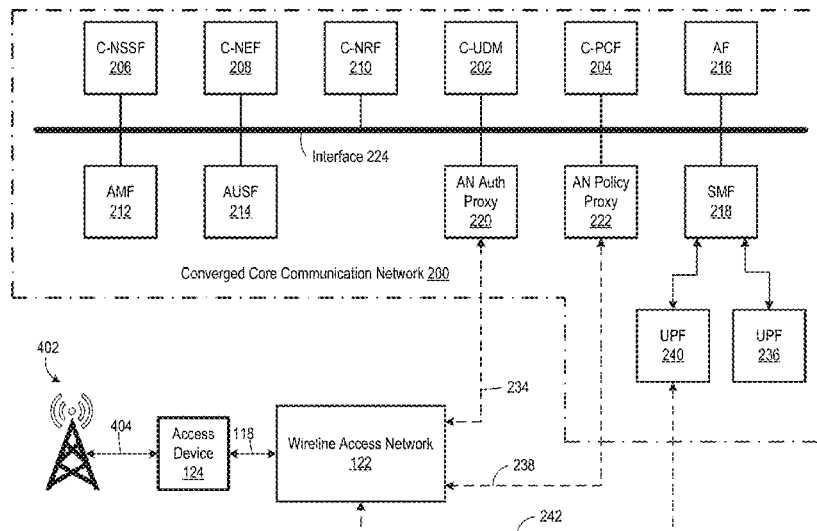 C-NSSF
206
C-NEF
208
C-NRF
210
C-UDM
202
C-PCF
204
AF
216
Interface 224
AMF
212
AUSF
214
AN Auth
Proxy
220
AN Policy
Proxy
222
SMF
218
Converged Core Communication Network 200
UPF
240
UPF
236
402
234
404
Access
Device
124
118
Wireline Access Network
122
238
242